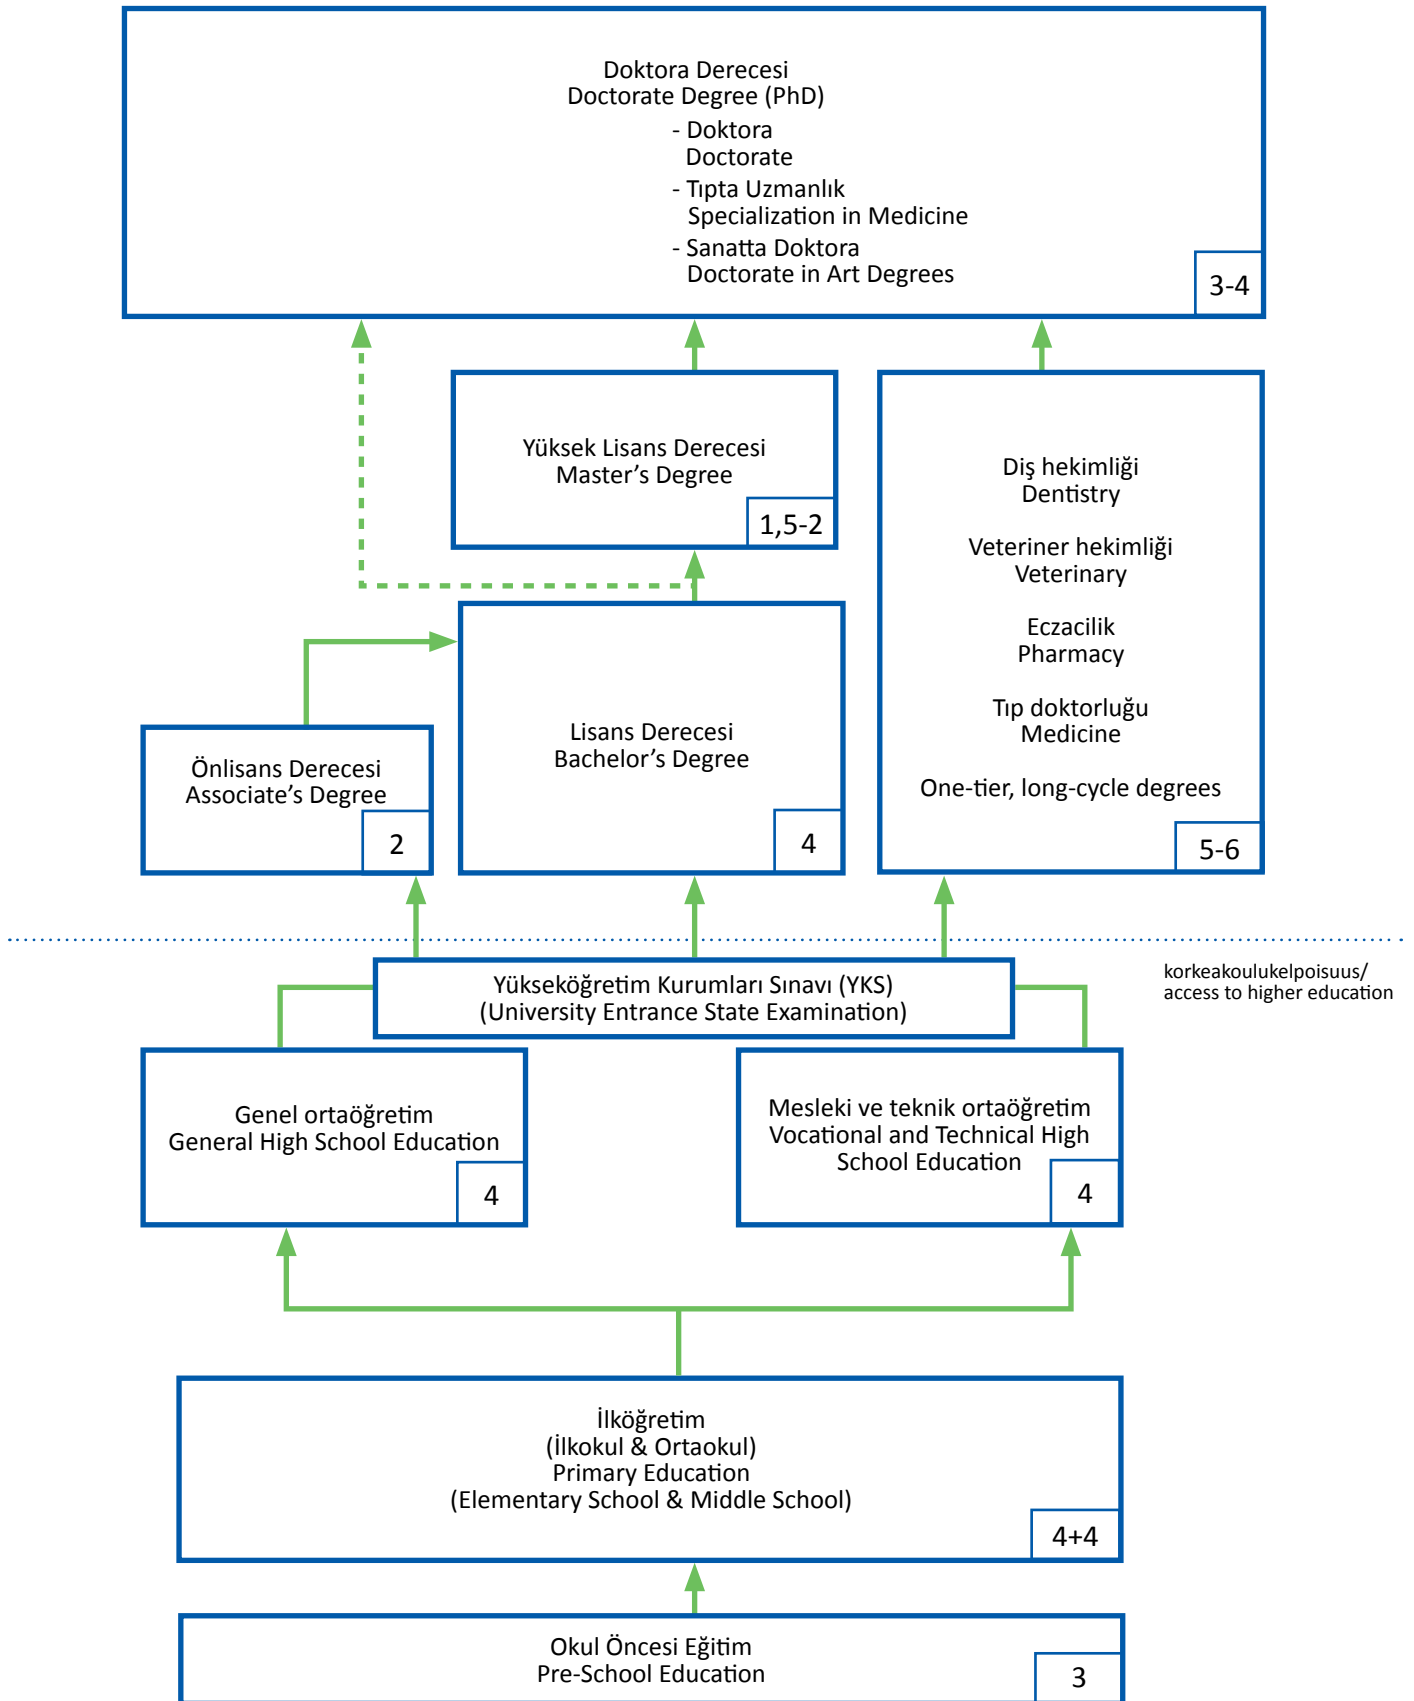 Doktora Derecesi
Doctorate Degree (PhD)
- Doktora
Doctorate
- Tıpta Uzmanlık
Specialization in Medicine
- Sanatta Doktora
Doctorate in Art Degrees
3-4
Yüksek Lisans Derecesi
Master’s Degree
1,5-2
Diş hekimliği
Dentistry
Veteriner hekimliği
Veterinary
Eczacilik
Pharmacy
Tıp doktorluğu
Medicine
One-tier, long-cycle degrees
5-6
Lisans Derecesi
Bachelor’s Degree
4
Önlisans Derecesi
Associate’s Degree
2
Yükseköğretim Kurumları Sınavı (YKS)
(University Entrance State Examination)
korkeakoulukelpoisuus/
access to higher education
Genel ortaöğretim
General High School Education
4
Mesleki ve teknik ortaöğretim
Vocational and Technical High
School Education
4
İlköğretim
(İlkokul & Ortaokul)
Primary Education
(Elementary School & Middle School)
4+4
Okul Öncesi Eğitim
Pre-School Education
3